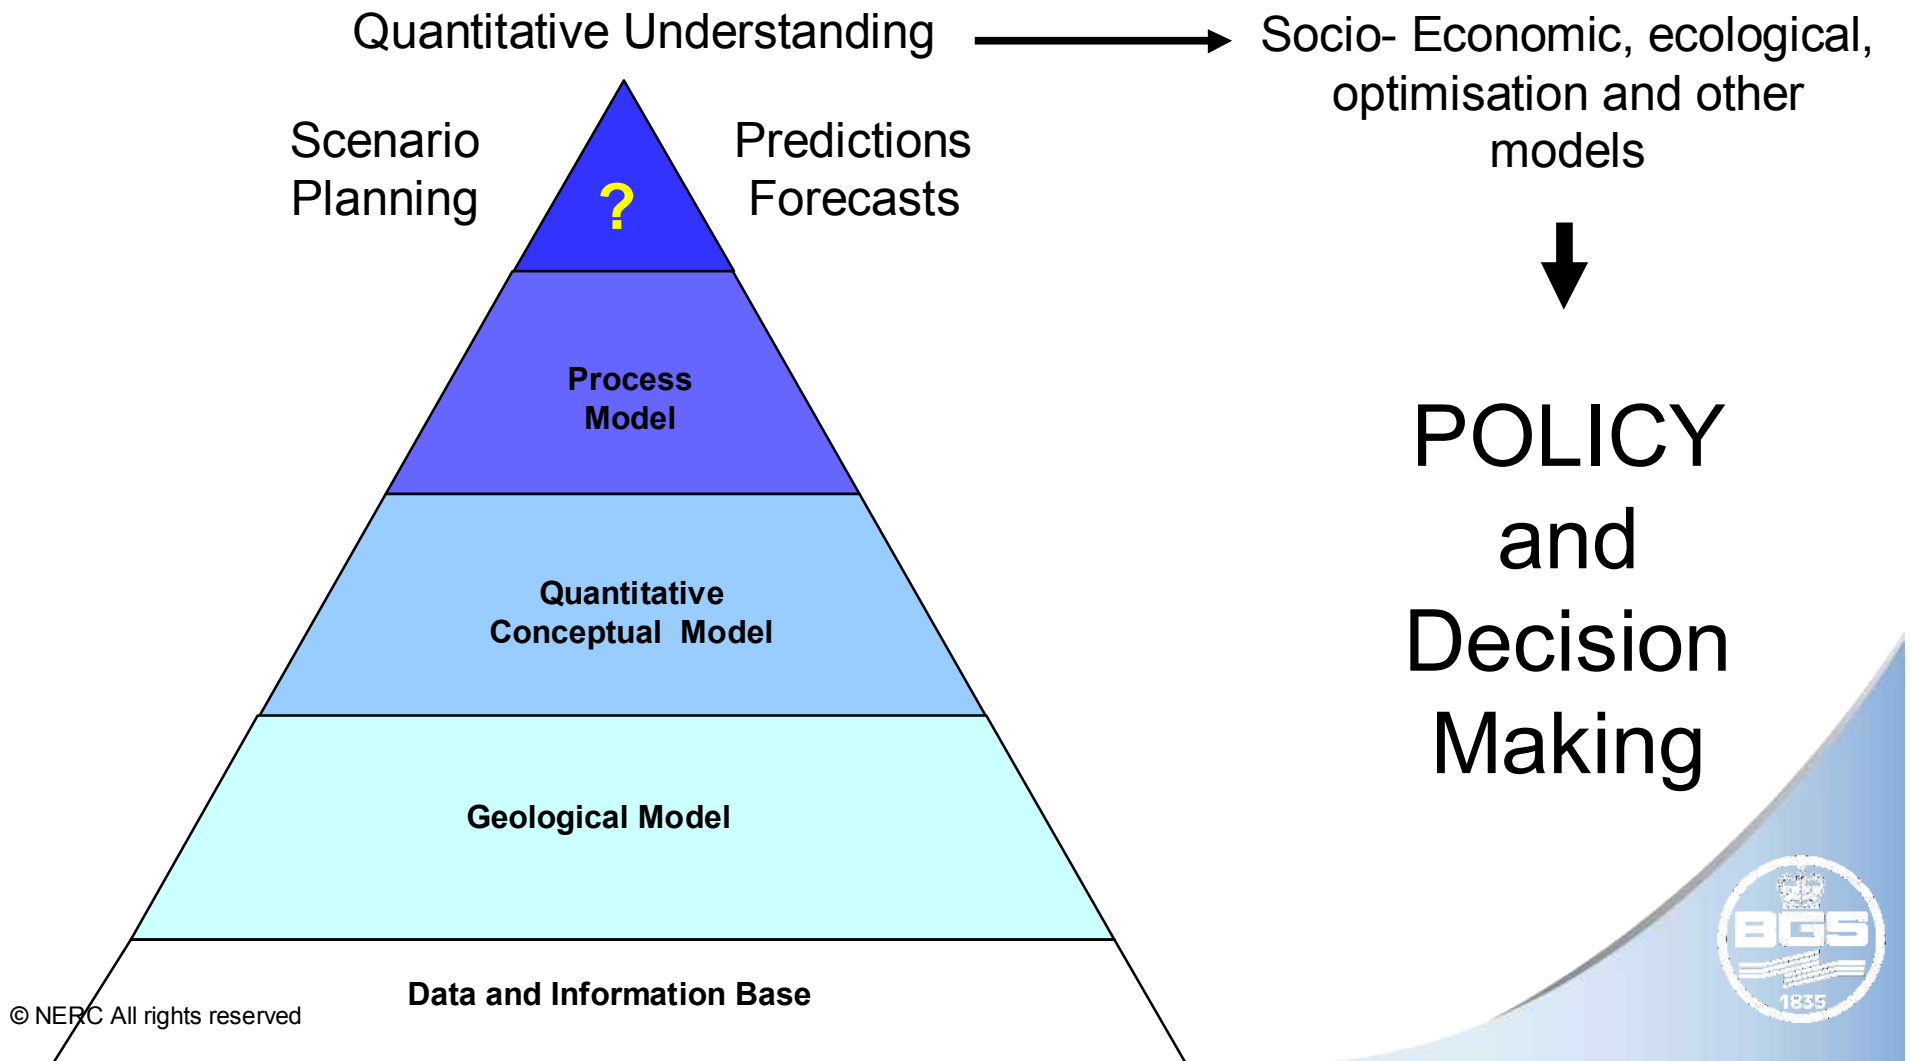 Quantitative Understanding
Socio- Economic, ecological,
optimisation and other
models
Scenario
Planning
Predictions
Forecasts
?
Process
Model
Quantitative
Conceptual Model
Geological Model
Data and Information Base
POLICY
and
Decision
Making
BGS
1835
© NERC All rights reserved